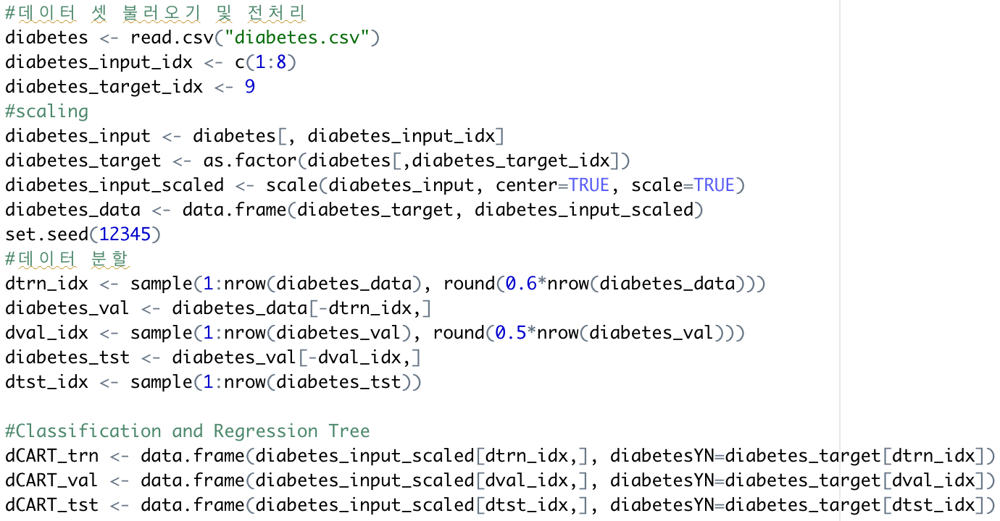 #데이터 셋 불러오기 및 전처리
diabetes <- read.csv("diabetes.csv")
diabetes_input_idx <- c(1:8)
diabetes_target_idx <- 9
#scaling
diabetes_input <- diabetes[, diabetes_input_idx]
diabetes_target <- as.factor(diabetes[,diabetes_target_idx])
diabetes_input_scaled <- scale(diabetes_input, center=TRUE, scale=TRUE)
diabetes_data <- data.frame(diabetes_target, diabetes_input_scaled)
set.seed(12345)
#데이터 분할
dtrn_idx <- sample(1:nrow(diabetes_data), round(0.6*nrow(diabetes_data)))
diabetes_val <- diabetes_data[-dtrn_idx,]
dval_idx <- sample(1:nrow(diabetes_val), round(0.5*nrow(diabetes_val)))
diabetes_tst <- diabetes_val[-dval_idx,]
dtst_idx <- sample(1:nrow(diabetes_tst))
#Classification and Regression Tree
dCART_trn <- data.frame(diabetes_input_scaled[dtrn_idx,], diabetesYN=diabetes_target[dtrn_idx])
dCART_val <- data.frame(diabetes_input_scaled[dval_idx,], diabetesYN=diabetes_target[dval_idx])
dCART_tst <- data.frame(diabetes_input_scaled[dtst_idx,], diabetesYN=diabetes_target[dtst_idx])